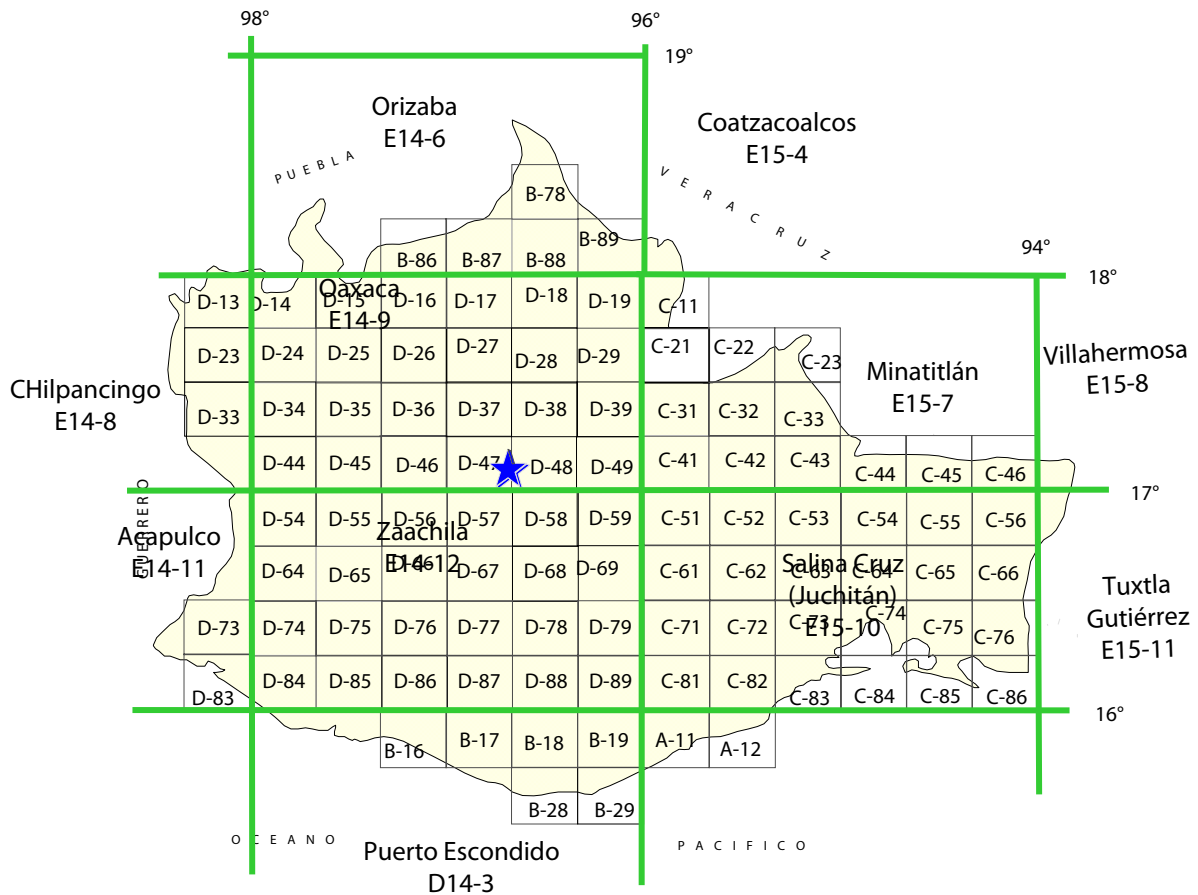 98°
96°
19°
Orizaba
E14-6
Coatzacoalcos
E15-4
PUEBLA
VERACRUZ
B-78
B-89
B-86 B-87 B-88
94°
18°
D-13 D-14 D-15 D-16 D-17 D-18 D-19 C-11
Oaxaca
E14-9
D-23 D-24 D-25 D-26 D-27 D-28 D-29 C-21 C-22 C-23
Minatitlán
E15-7
Villahermosa
E15-8
CHilpancingo
E14-8
D-33 D-34 D-35 D-36 D-37 D-38 D-39 C-31 C-32 C-33
D-44 D-45 D-46 D-47 D-48 D-49 C-41 C-42 C-43 C-44 C-45 C-46
17°
GUERRERO
Acapulco
E14-11
D-54 D-55 D-56 D-57 D-58 D-59 C-51 C-52 C-53 C-54 C-55 C-56
Zaachila
E14-12
D-64 D-65 D-66 D-67 D-68 D-69 C-61 C-62 C-63 C-64 C-65 C-66
Salina Cruz
(Juchitán)
E15-10
Tuxtla
Gutiérrez
E15-11
D-73 D-74 D-75 D-76 D-77 D-78 D-79 C-71 C-72 C-73 C-74 C-75 C-76
D-83 D-84 D-85 D-86 D-87 D-88 D-89 C-81 C-82 C-83 C-84 C-85 C-86
16°
B-16 B-17 B-18 B-19 A-11 A-12
B-28 B-29
OCEANO
PACIFICO
Puerto Escondido
D14-3